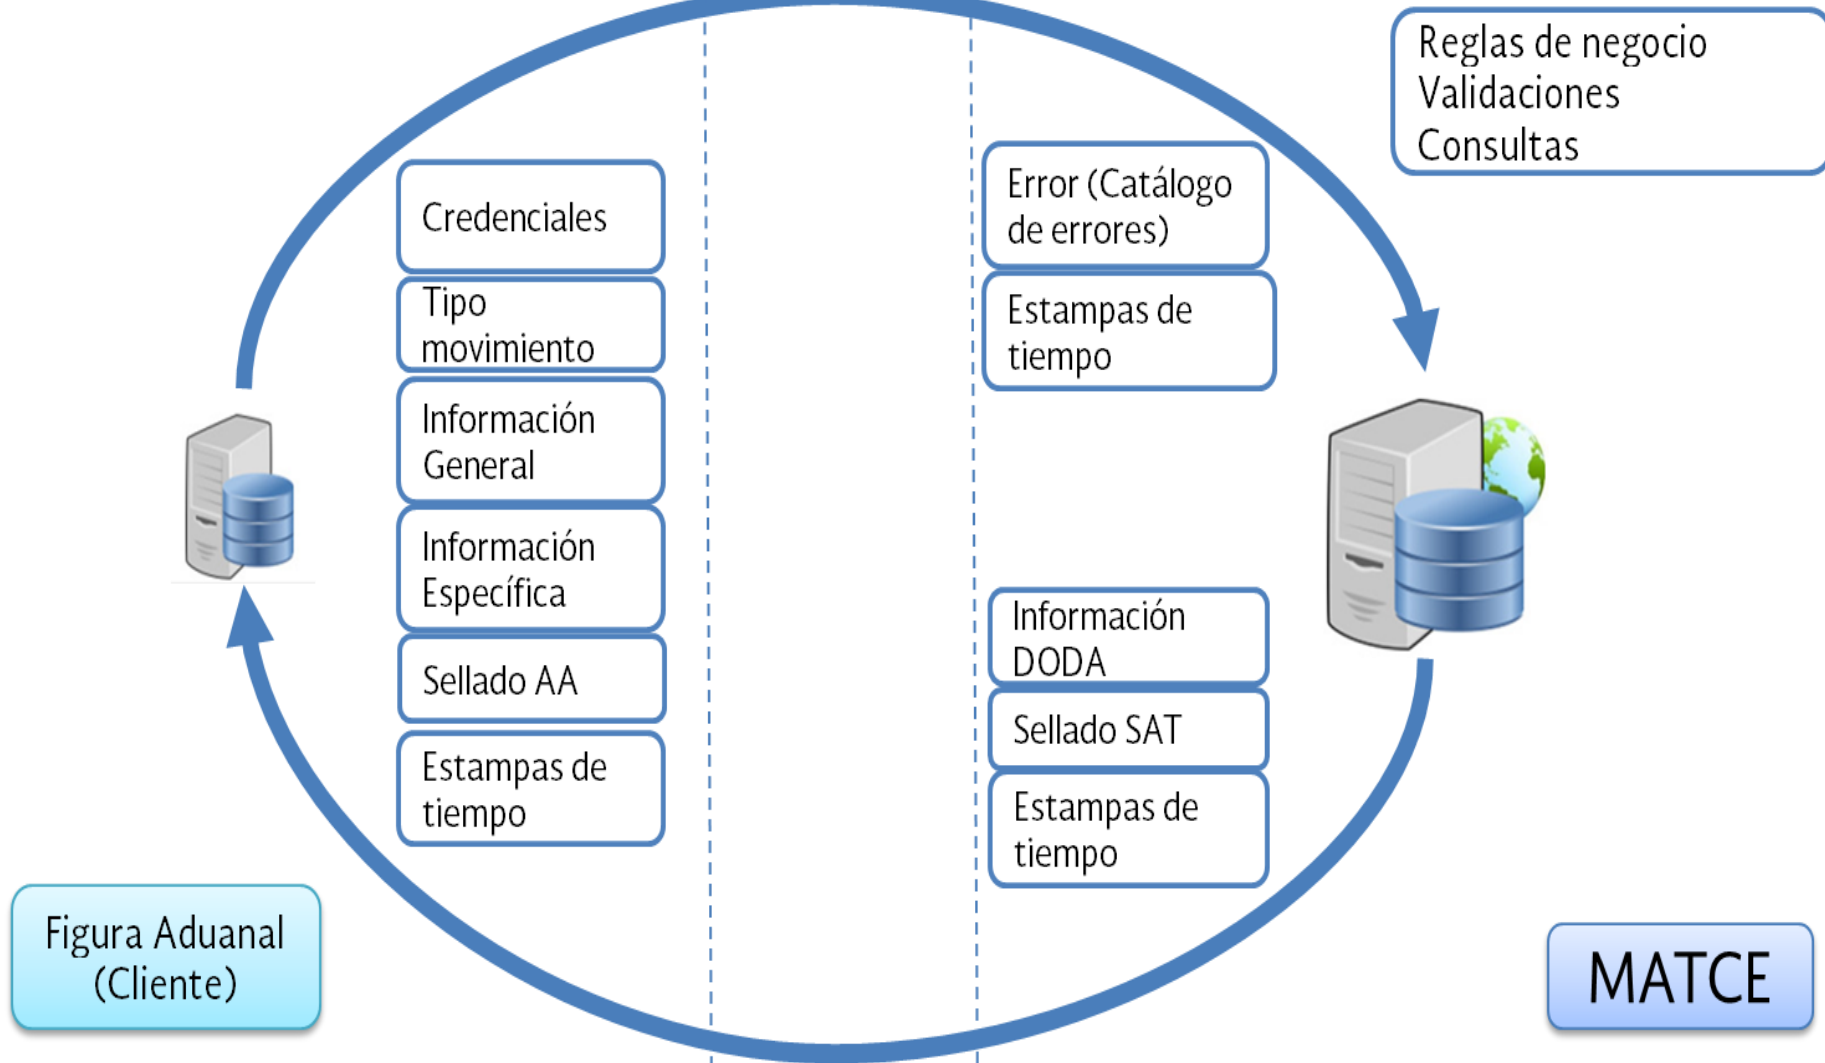 Reglas de negocio
Validaciones
Consultas
Credenciales
Tipo
movimiento
Información
General
Información
Específica
Sellado AA
Estampas de
tiempo
Error (Catálogo
de errores)
Estampas de
tiempo
Información
DODA
Sellado SAT
Estampas de
tiempo
Figura Aduanal
(Cliente)
MATCE